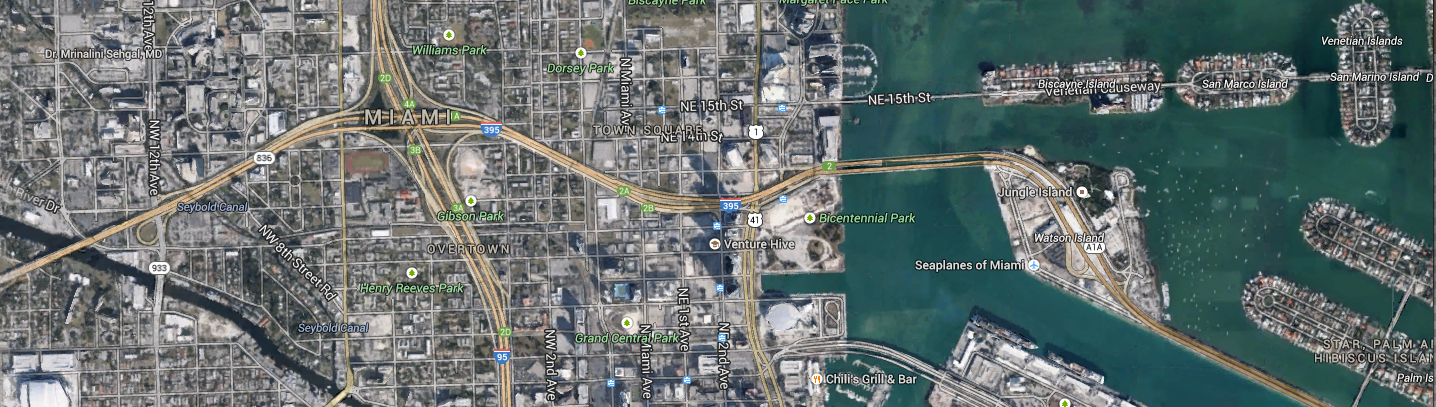 Biscayne Park
Margaret Pace Park
12th Ave
Venetian Islands
Williams Park
Dr. Mrinalini Sehgal, MD
Dorsey Park
2D
San Marino Island
D
Biscayne Island
San Marco Island
Venetian Causeway
N Miami Ave
NE 15th St
NE 15th St
4A
MIAMI
1A
395
TOWN SQUARE
NE 14th St
1
NW 12th Ave
836
3B
2
Jungle Island
2A
River Dr
Seybold Canal
3A
2B
395
Gibson Park
41
Bicentennial Park
Watson Island
A1A
OVERTOWN
Venture Hive
NW 8th Street Rd
933
Seaplanes of Miami
Henry Reeves Park
NE 1st Ave
Seybold Canal
2D
Grand Central Park
95
NW 2nd Ave
N Miami Ave
NE 2nd Ave
STAR, PALM A
HIBISCUS ISLAN
Chili's Grill & Bar
Palm Is